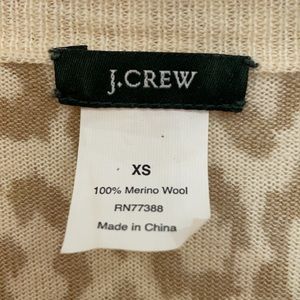 J.CREW
XS
100% Merino Wool
RN77388
Made in China